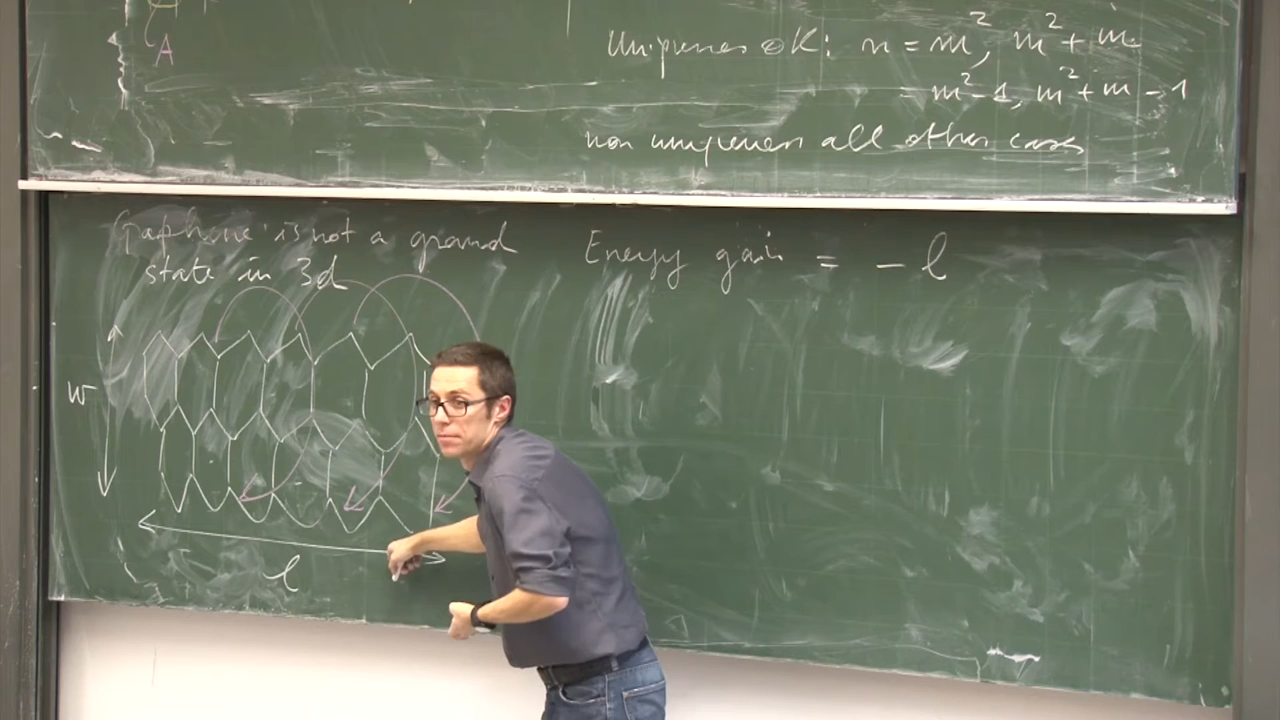 A
Uniqueness OK: n = m², m² + m
= m² - 1, m² + m - 1
non uniqueness all other cases
Graphene is not a ground
state in 3d
Energy gain = - l
w
l